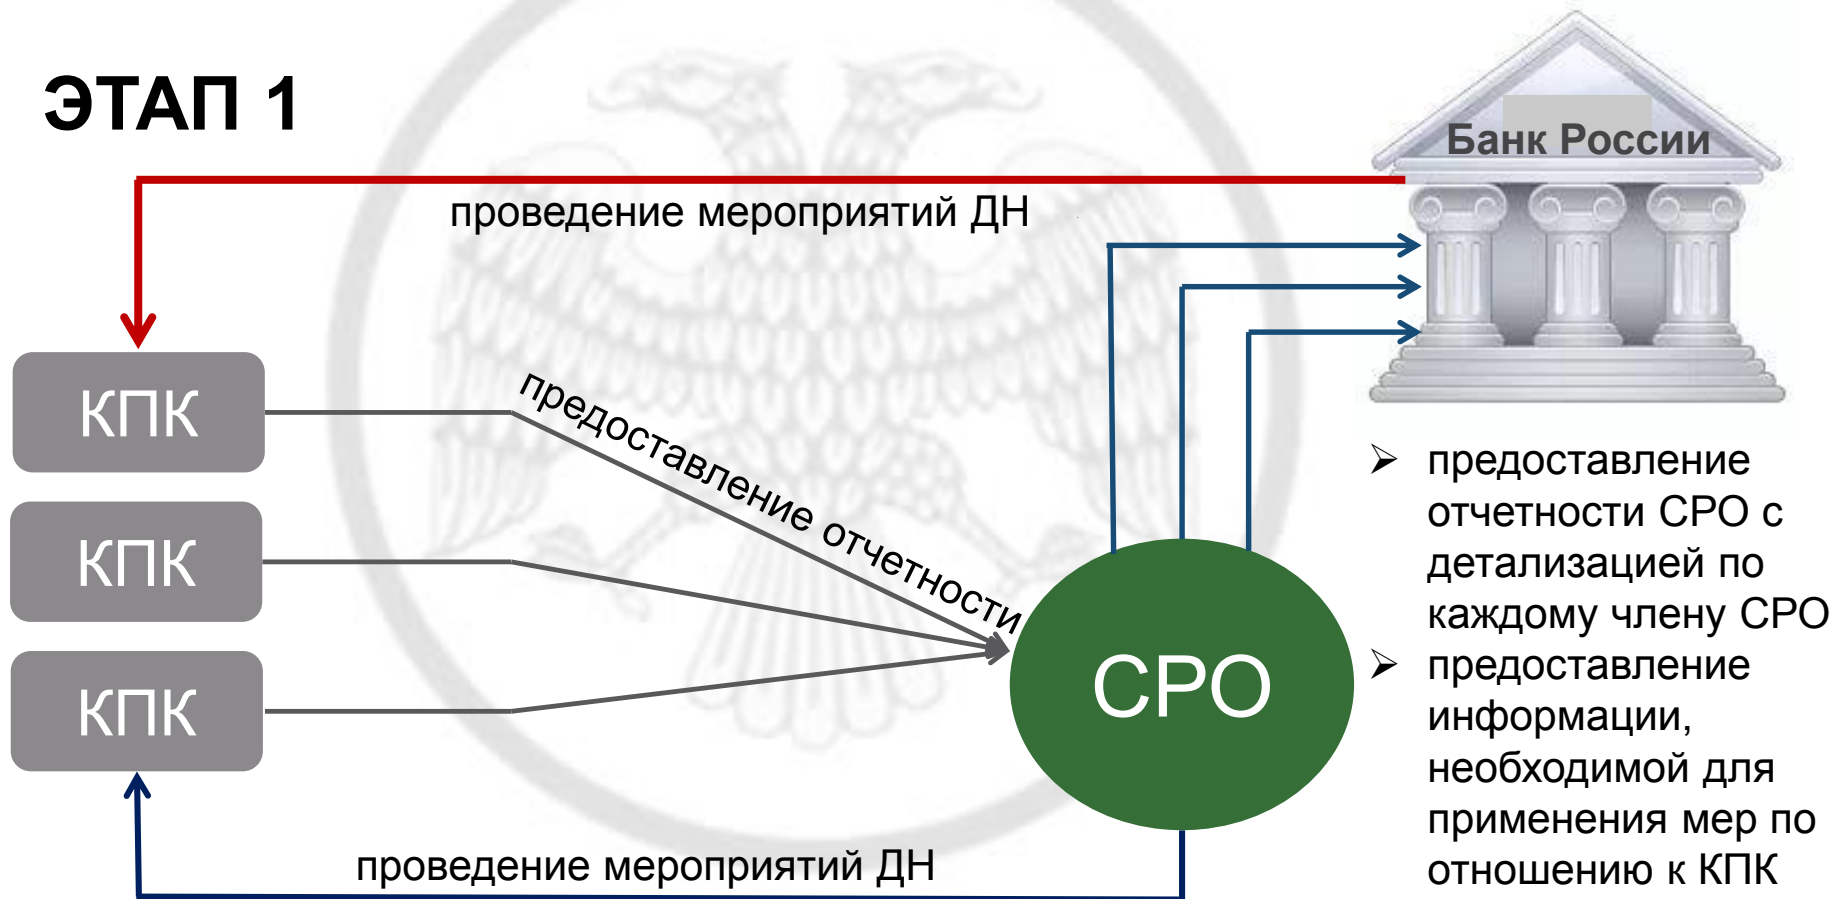 ЭТАП 1
Банк России
проведение мероприятий ДН
КПК
КПК
КПК
предоставление отчетности
СРО
проведение мероприятий ДН
предоставление
отчетности СРО с
детализацией по
каждому члену СРО
предоставление
информации,
необходимой для
применения мер по
отношению к КПК